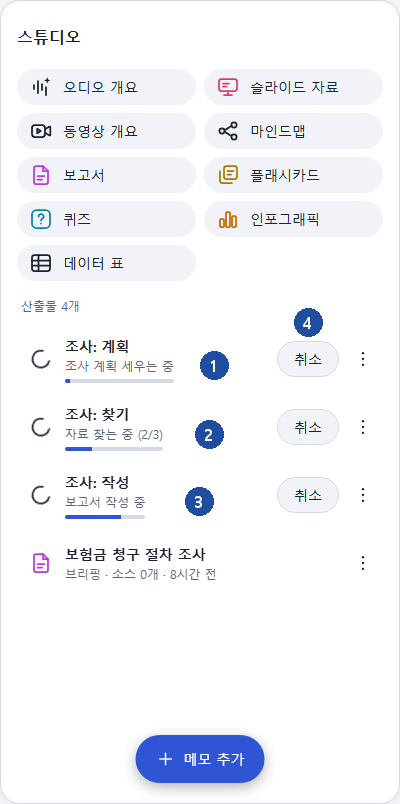 스튜디오
오디오 개요
슬라이드 자료
동영상 개요
마인드맵
보고서
플래시카드
퀴즈
인포그래픽
데이터 표
산출물 4개
4
조사: 계획
조사 계획 세우는 중
1
취소
조사: 찾기
자료 찾는 중 (2/3)
2
취소
조사: 작성
보고서 작성 중
3
취소
보험금 청구 절차 조사
브리핑 · 소스 0개 · 8시간 전
메모 추가